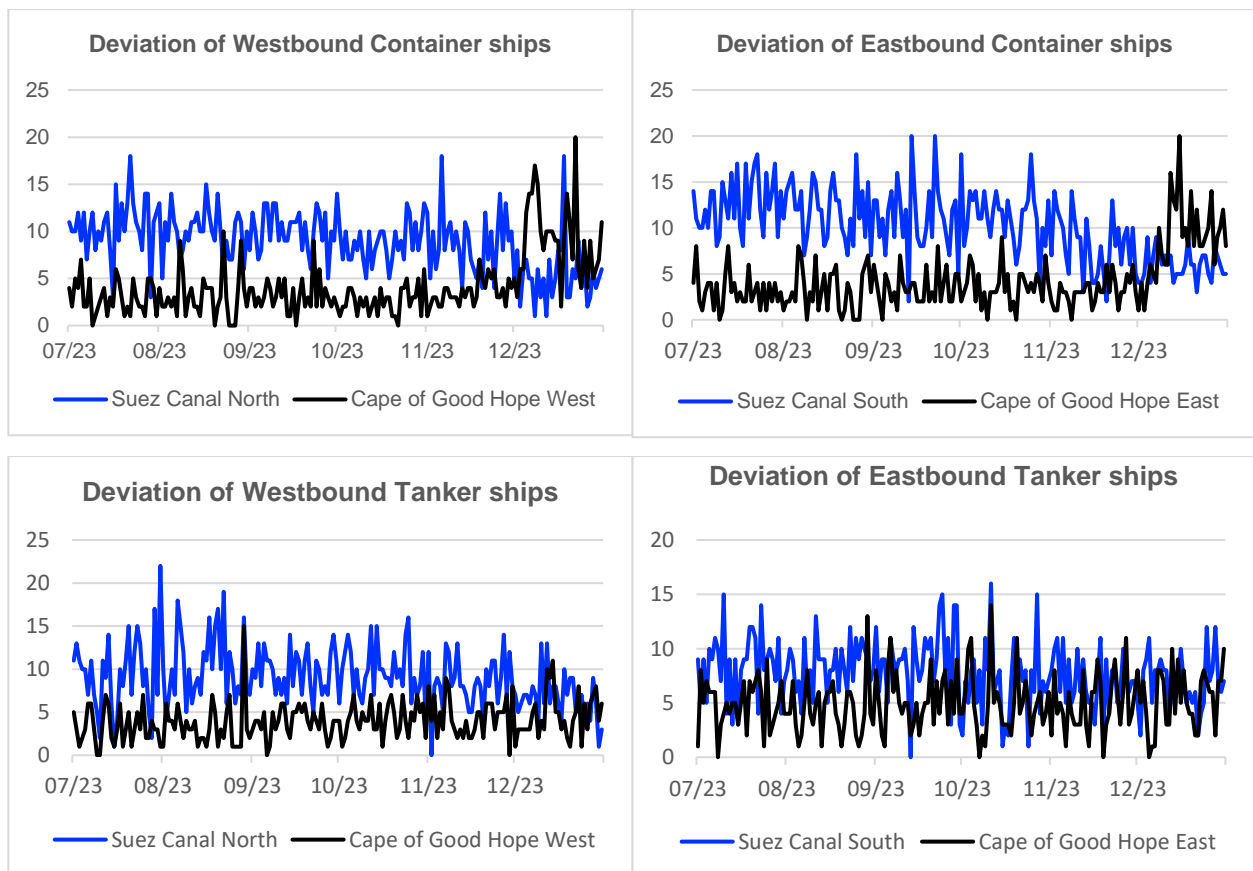 Deviation of Westbound Container ships
25
20
15
10
5
0
07/23 08/23 09/23 10/23 11/23 12/23
Suez Canal North Cape of Good Hope West
Deviation of Eastbound Container ships
25
20
15
10
5
0
07/23 08/23 09/23 10/23 11/23 12/23
Suez Canal South Cape of Good Hope East
Deviation of Westbound Tanker ships
25
20
15
10
5
0
07/23 08/23 09/23 10/23 11/23 12/23
Suez Canal North Cape of Good Hope West
Deviation of Eastbound Tanker ships
20
15
10
5
0
07/23 08/23 09/23 10/23 11/23 12/23
Suez Canal South Cape of Good Hope East